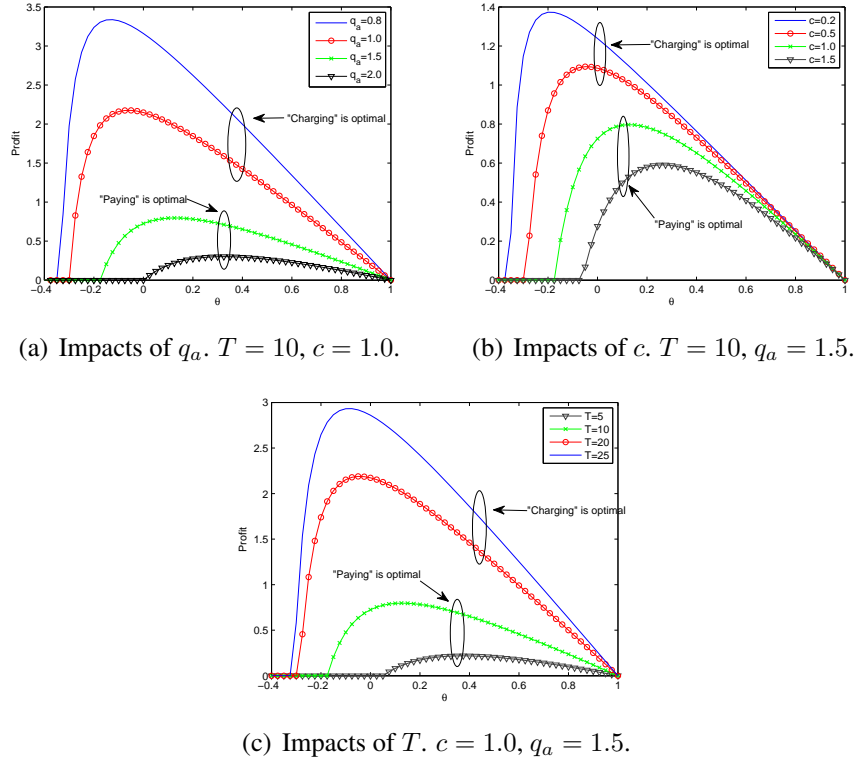 3.5
3
2.5
2
1.5
1
0.5
0
Profit
−0.4 −0.2 0 0.2 0.4 0.6 0.8 1
θ
q_a=0.8
q_a=1.0
q_a=1.5
q_a=2.0
"Charging" is optimal
"Paying" is optimal
(a) Impacts of q_a. T = 10, c = 1.0.
1.4
1.2
1
0.8
0.6
0.4
0.2
0
Profit
−0.4 −0.2 0 0.2 0.4 0.6 0.8 1
θ
c=0.2
c=0.5
c=1.0
c=1.5
"Charging" is optimal
"Paying" is optimal
(b) Impacts of c. T = 10, q_a = 1.5.
3
2.5
2
1.5
1
0.5
0
Profit
−0.4 −0.2 0 0.2 0.4 0.6 0.8 1
θ
T=5
T=10
T=20
T=25
"Charging" is optimal
"Paying" is optimal
(c) Impacts of T. c = 1.0, q_a = 1.5.